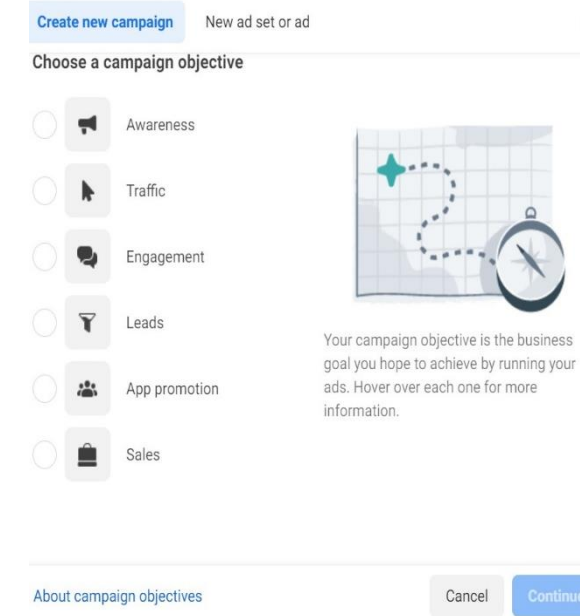 Create new campaign New ad set or ad
Choose a campaign objective
Awareness
Traffic
Engagement
Leads
App promotion
Sales
Your campaign objective is the business
goal you hope to achieve by running your
ads. Hover over each one for more
information.
About campaign objectives Cancel Continue